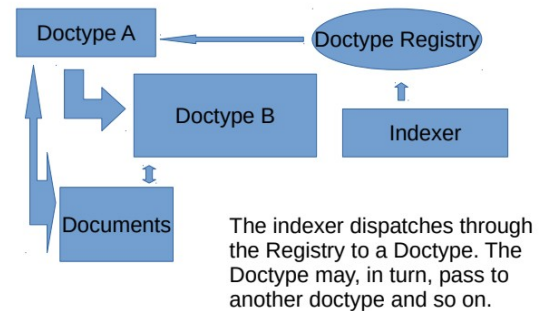 Doctype A
Doctype Registry
Doctype B
Indexer
Documents
The indexer dispatches through
the Registry to a Doctype. The
Doctype may, in turn, pass to
another doctype and so on.